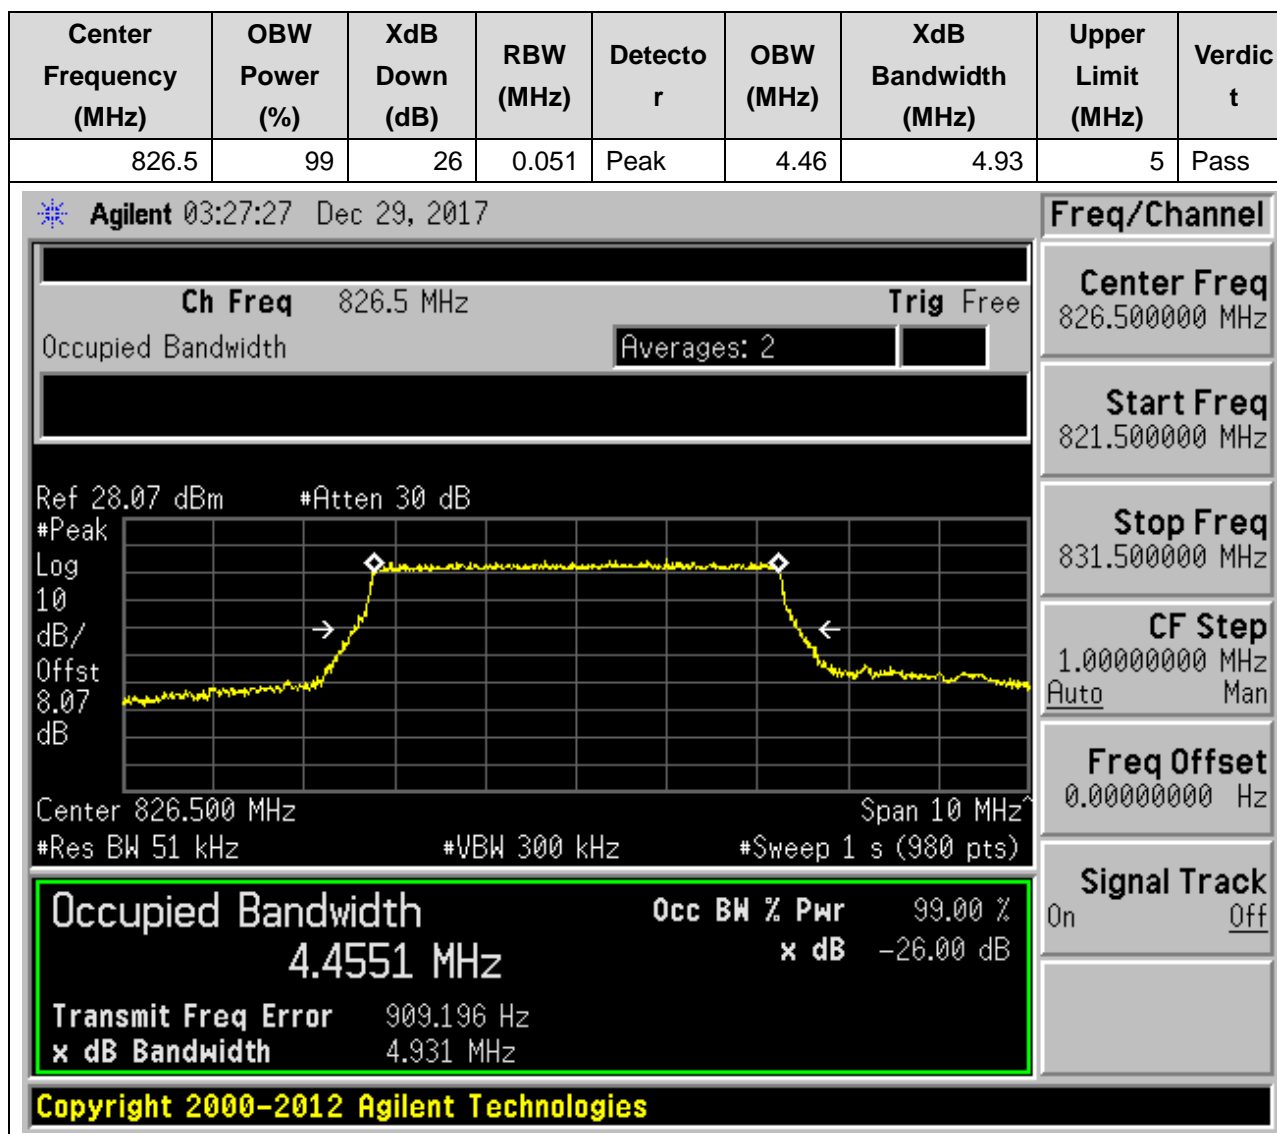 Center Frequency (MHz) OBW Power (%) XdB Down (dB) RBW (MHz) Detecto r OBW (MHz) XdB Bandwidth (MHz) Upper Limit (MHz) Verdic t
826.5 99 26 0.051 Peak 4.46 4.93 5 Pass
Agilent 03:27:27 Dec 29, 2017
Ch Freq 826.5 MHz Trig Free
Occupied Bandwidth Averages: 2
Ref 28.07 dBm #Atten 30 dB
#Peak
Log
10
dB/
Offst
8.07
dB
Center 826.500 MHz Span 10 MHz^
#Res BW 51 kHz #VBW 300 kHz #Sweep 1 s (980 pts)
Occupied Bandwidth Occ BW % Pwr 99.00 %
4.4551 MHz x dB -26.00 dB
Transmit Freq Error 909.196 Hz
x dB Bandwidth 4.931 MHz
Copyright 2000-2012 Agilent Technologies
Freq/Channel
Center Freq
826.500000 MHz
Start Freq
821.500000 MHz
Stop Freq
831.500000 MHz
CF Step
1.00000000 MHz
Auto Man
Freq Offset
0.00000000 Hz
Signal Track
On Off